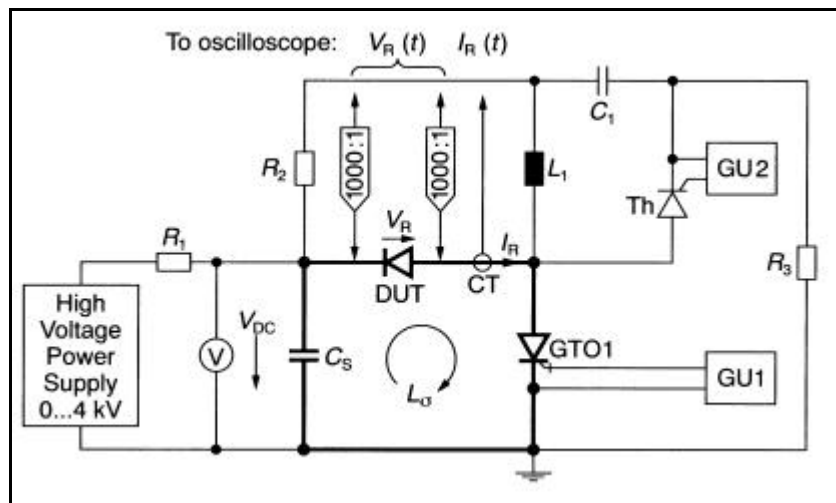 To oscilloscope: V_R (t) I_R (t)
C_1
1000:1
1000:1
R_2
L_1
GU2
Th
V_R
R_1
I_R
R_3
DUT
CT
High
Voltage
Power
Supply
0...4 kV
V_DC
V
C_S
L_σ
GTO1
GU1